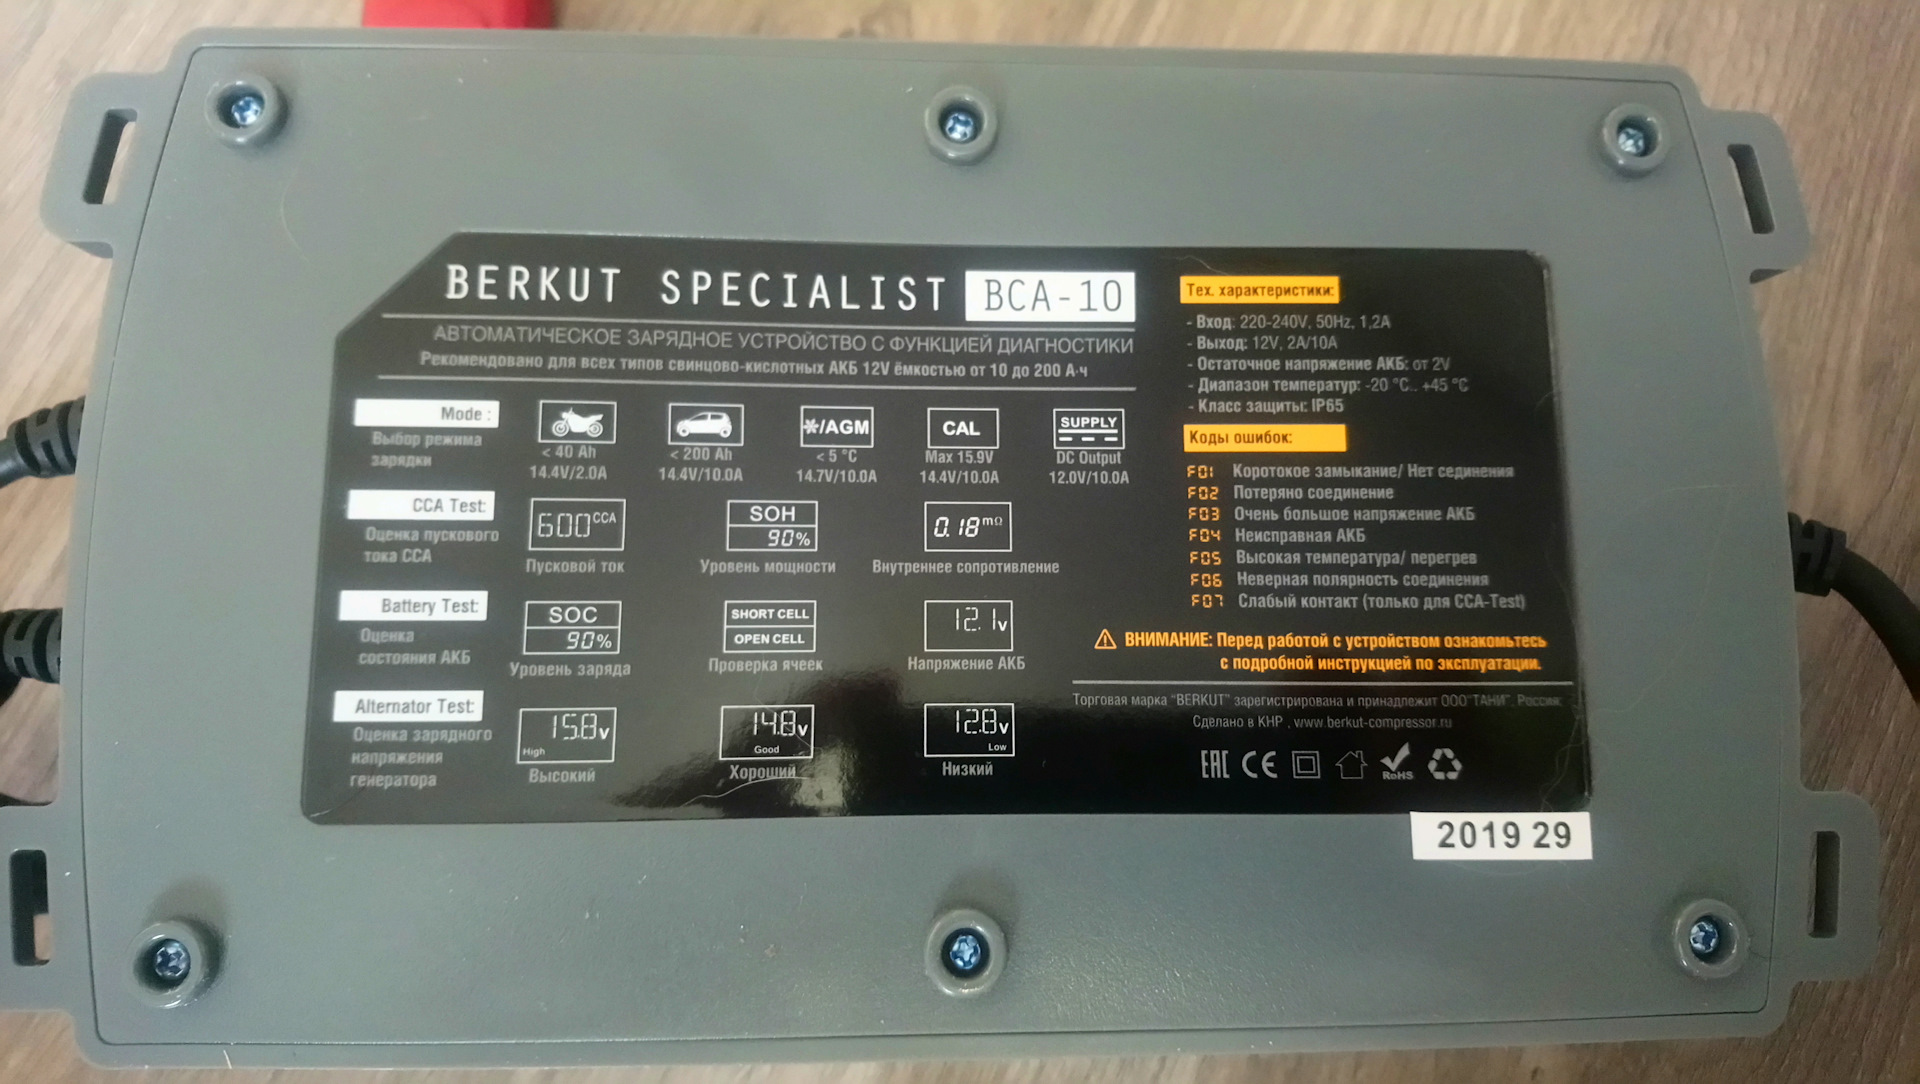 BERKUT SPECIALIST BCA-10
АВТОМАТИЧЕСКОЕ ЗАРЯДНОЕ УСТРОЙСТВО С ФУНКЦИЕЙ ДИАГНОСТИКИ
Рекомендовано для всех типов свинцово-кислотных АКБ 12V ёмкостью от 10 до 200 А·ч
Mode :
Выбор режима
зарядки
< 40 Ah
14.4V/2.0A
< 200 Ah
14.4V/10.0A
*/AGM
< 5 °C
14.7V/10.0A
CAL
Max 15.9V
14.4V/10.0A
SUPPLY
DC Output
12.0V/10.0A
CCA Test:
Оценка пускового
тока CCA
600 CCA
Пусковой ток
SOH
90%
Уровень мощности
0.18 mΩ
Внутреннее сопротивление
Battery Test:
Оценка
состояния АКБ
SOC
90%
Уровень заряда
SHORT CELL
OPEN CELL
Проверка ячеек
12.1v
Напряжение АКБ
Alternator Test:
Оценка зарядного
напряжения
генератора
15.8v
High
Высокий
14.8v
Good
Хороший
12.8v
Low
Низкий
Тех. характеристики:
- Вход: 220-240V, 50Hz, 1,2A
- Выход: 12V, 2A/10A
- Остаточное напряжение АКБ: от 2V
- Диапазон температур: -20 °C.. +45 °C
- Класс защиты: IP65
Коды ошибок:
F01 Коротокое замыкание/ Нет сединения
F02 Потеряно соединение
F03 Очень большое напряжение АКБ
F04 Неисправная АКБ
F05 Высокая температура/ перегрев
F06 Неверная полярность соединения
F07 Слабый контакт (только для CCA-Test)
ВНИМАНИЕ: Перед работой с устройством ознакомьтесь
с подробной инструкцией по эксплуатации.
Торговая марка "BERKUT" зарегистрирована и принадлежит ООО"ТАНИ", Россия.
Сделано в КНР , www.berkut-compressor.ru
EAC CE RoHS
2019 29